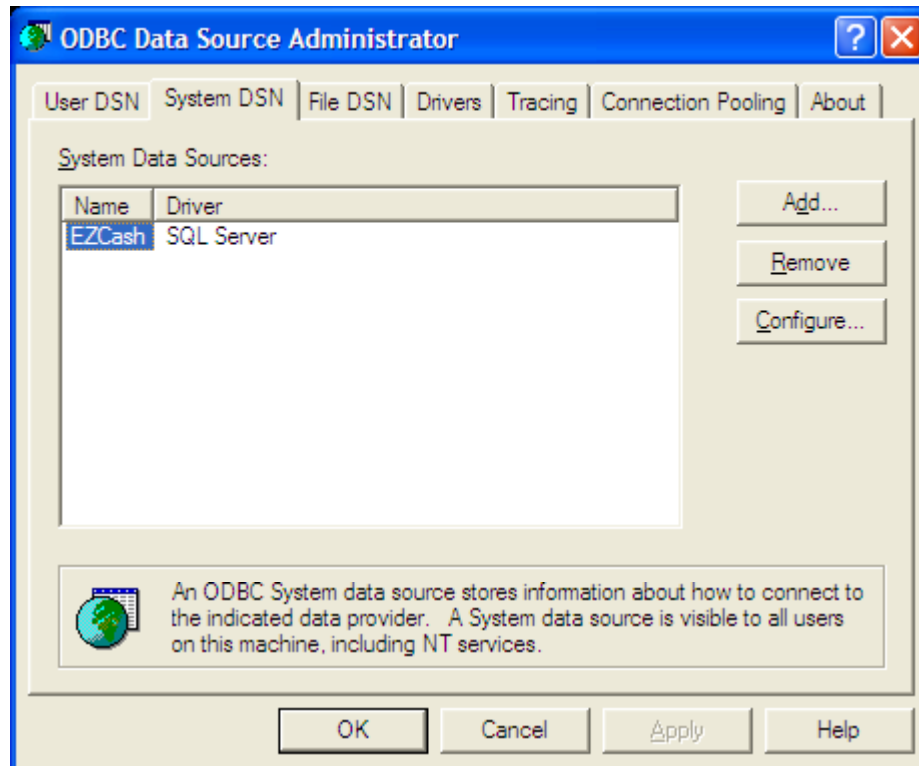 ODBC Data Source Administrator
User DSN
System DSN
File DSN
Drivers
Tracing
Connection Pooling
About
System Data Sources:
Name Driver
EZCash SQL Server
Add...
Remove
Configure...
An ODBC System data source stores information about how to connect to
the indicated data provider. A System data source is visible to all users
on this machine, including NT services.
OK
Cancel
Apply
Help